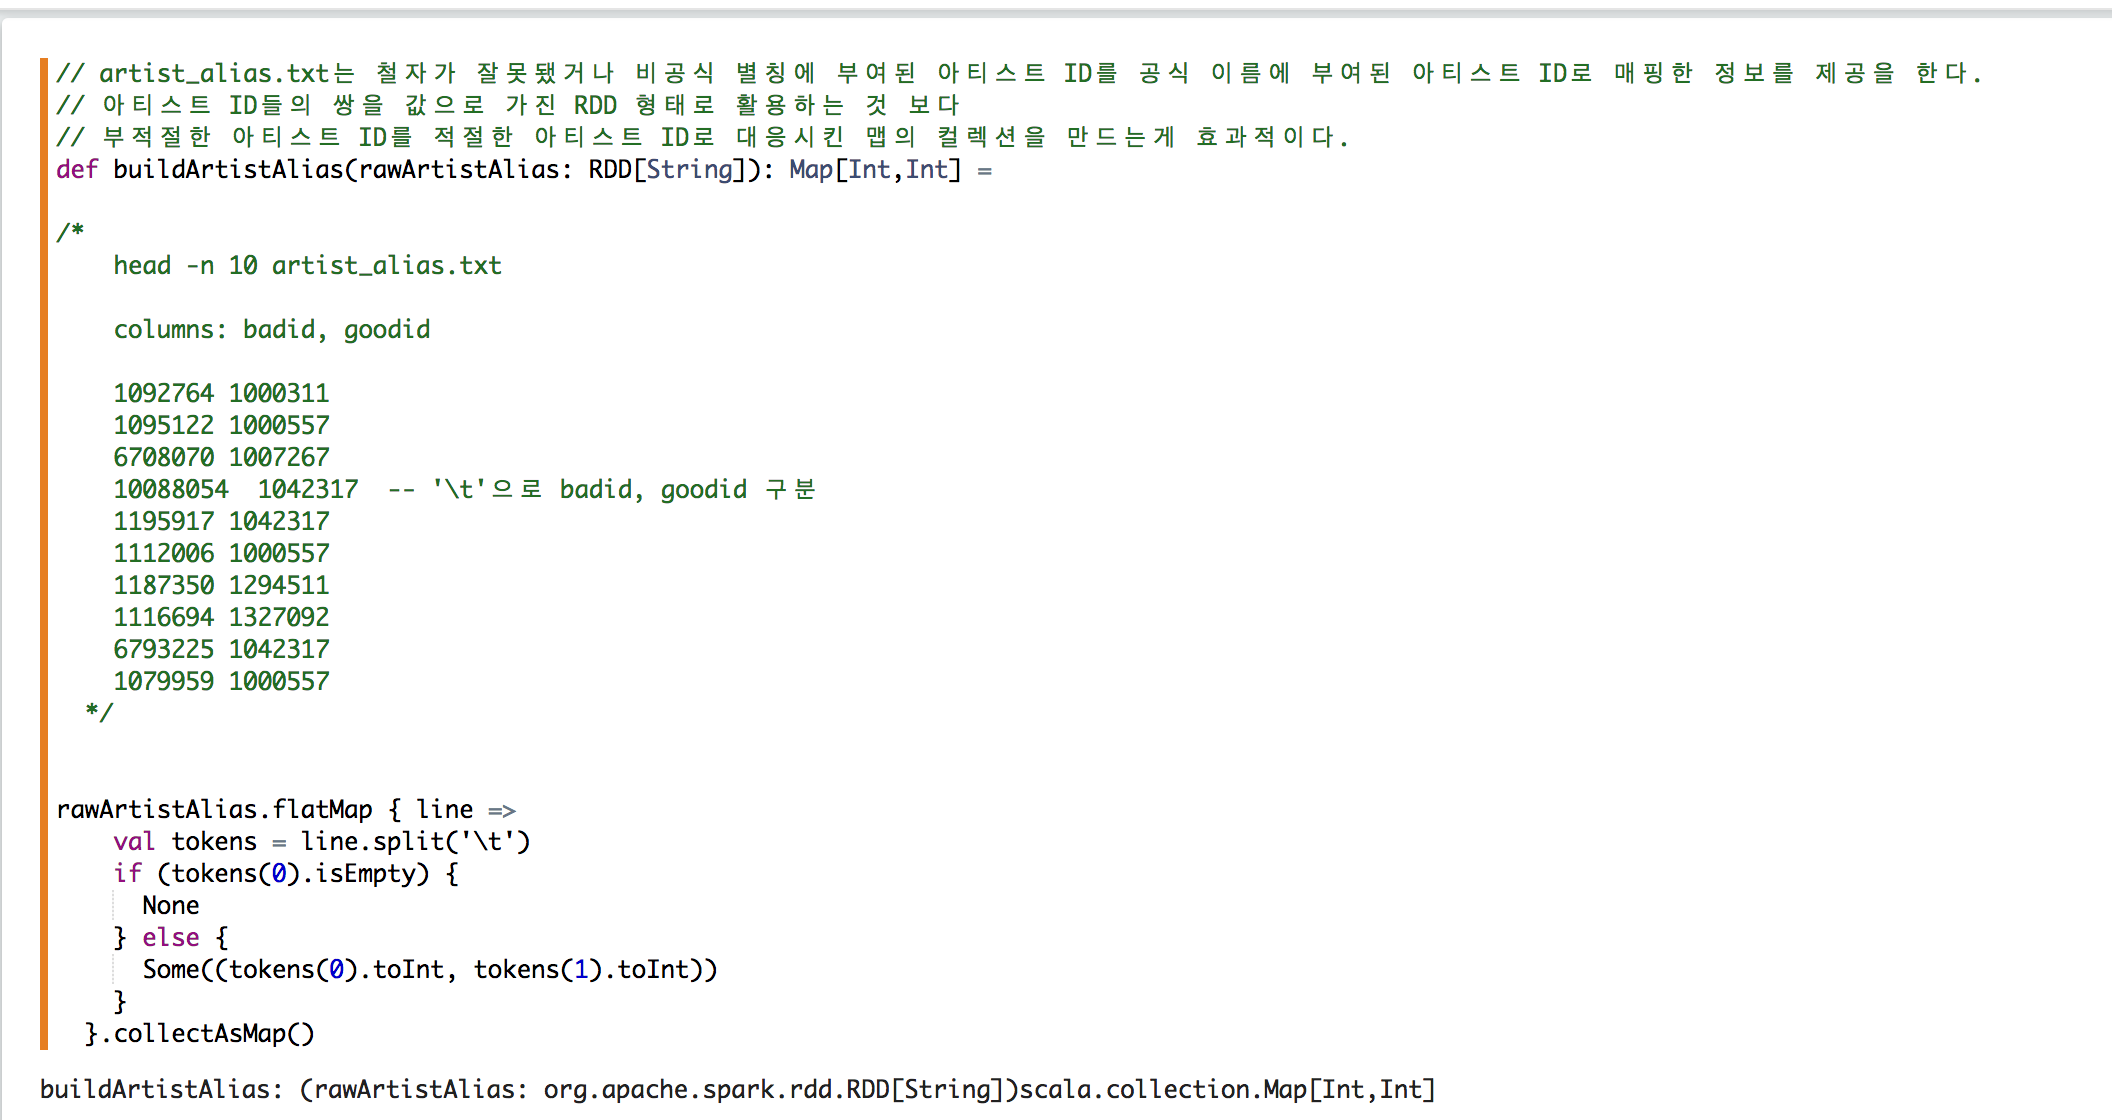 // artist_alias.txt는 철자가 잘못됐거나 비공식 별칭에 부여된 아티스트 ID를 공식 이름에 부여된 아티스트 ID로 매핑한 정보를 제공을 한다.
// 아티스트 ID들의 쌍을 값으로 가진 RDD 형태로 활용하는 것 보다
// 부적절한 아티스트 ID를 적절한 아티스트 ID로 대응시킨 맵의 컬렉션을 만드는게 효과적이다.
def buildArtistAlias(rawArtistAlias: RDD[String]): Map[Int,Int] =
/*
head -n 10 artist_alias.txt
columns: badid, goodid
1092764 1000311
1095122 1000557
6708070 1007267
10088054  1042317  -- '\t'으로 badid, goodid 구분
1195917 1042317
1112006 1000557
1187350 1294511
1116694 1327092
6793225 1042317
1079959 1000557
*/
rawArtistAlias.flatMap { line =>
val tokens = line.split('\t')
if (tokens(0).isEmpty) {
None
} else {
Some((tokens(0).toInt, tokens(1).toInt))
}
}.collectAsMap()
buildArtistAlias: (rawArtistAlias: org.apache.spark.rdd.RDD[String])scala.collection.Map[Int,Int]